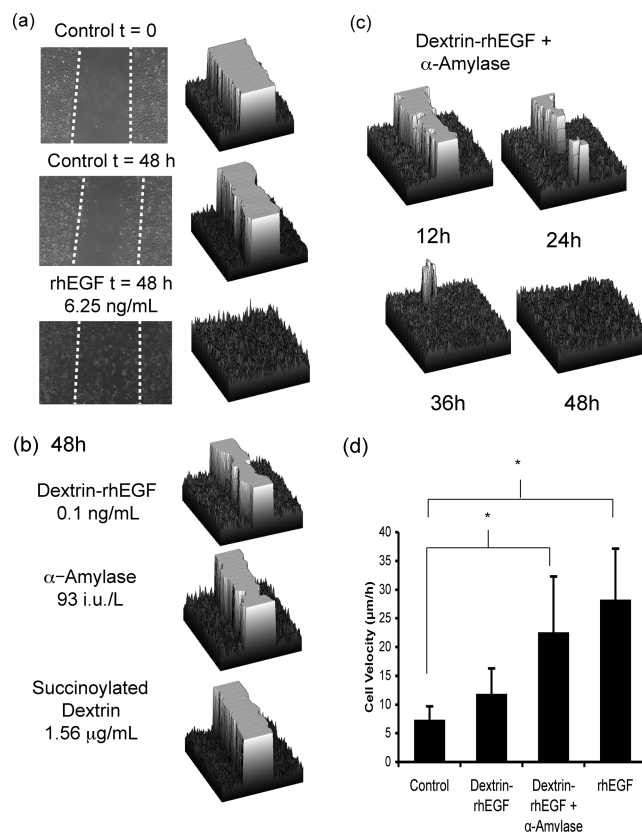 (a)
Control t = 0
Control t = 48 h
rhEGF t = 48 h
6.25 ng/mL
(b) 48h
Dextrin-rhEGF
0.1 ng/mL
α−Amylase
93 i.u./L
Succinoylated
Dextrin
1.56 μg/mL
(c)
Dextrin-rhEGF +
α-Amylase
12h
24h
36h
48h
(d)
*
*
Cell Velocity (μm/h)
40
35
30
25
20
15
10
5
0
Control
Dextrin-
rhEGF
Dextrin-
rhEGF +
α-Amylase
rhEGF